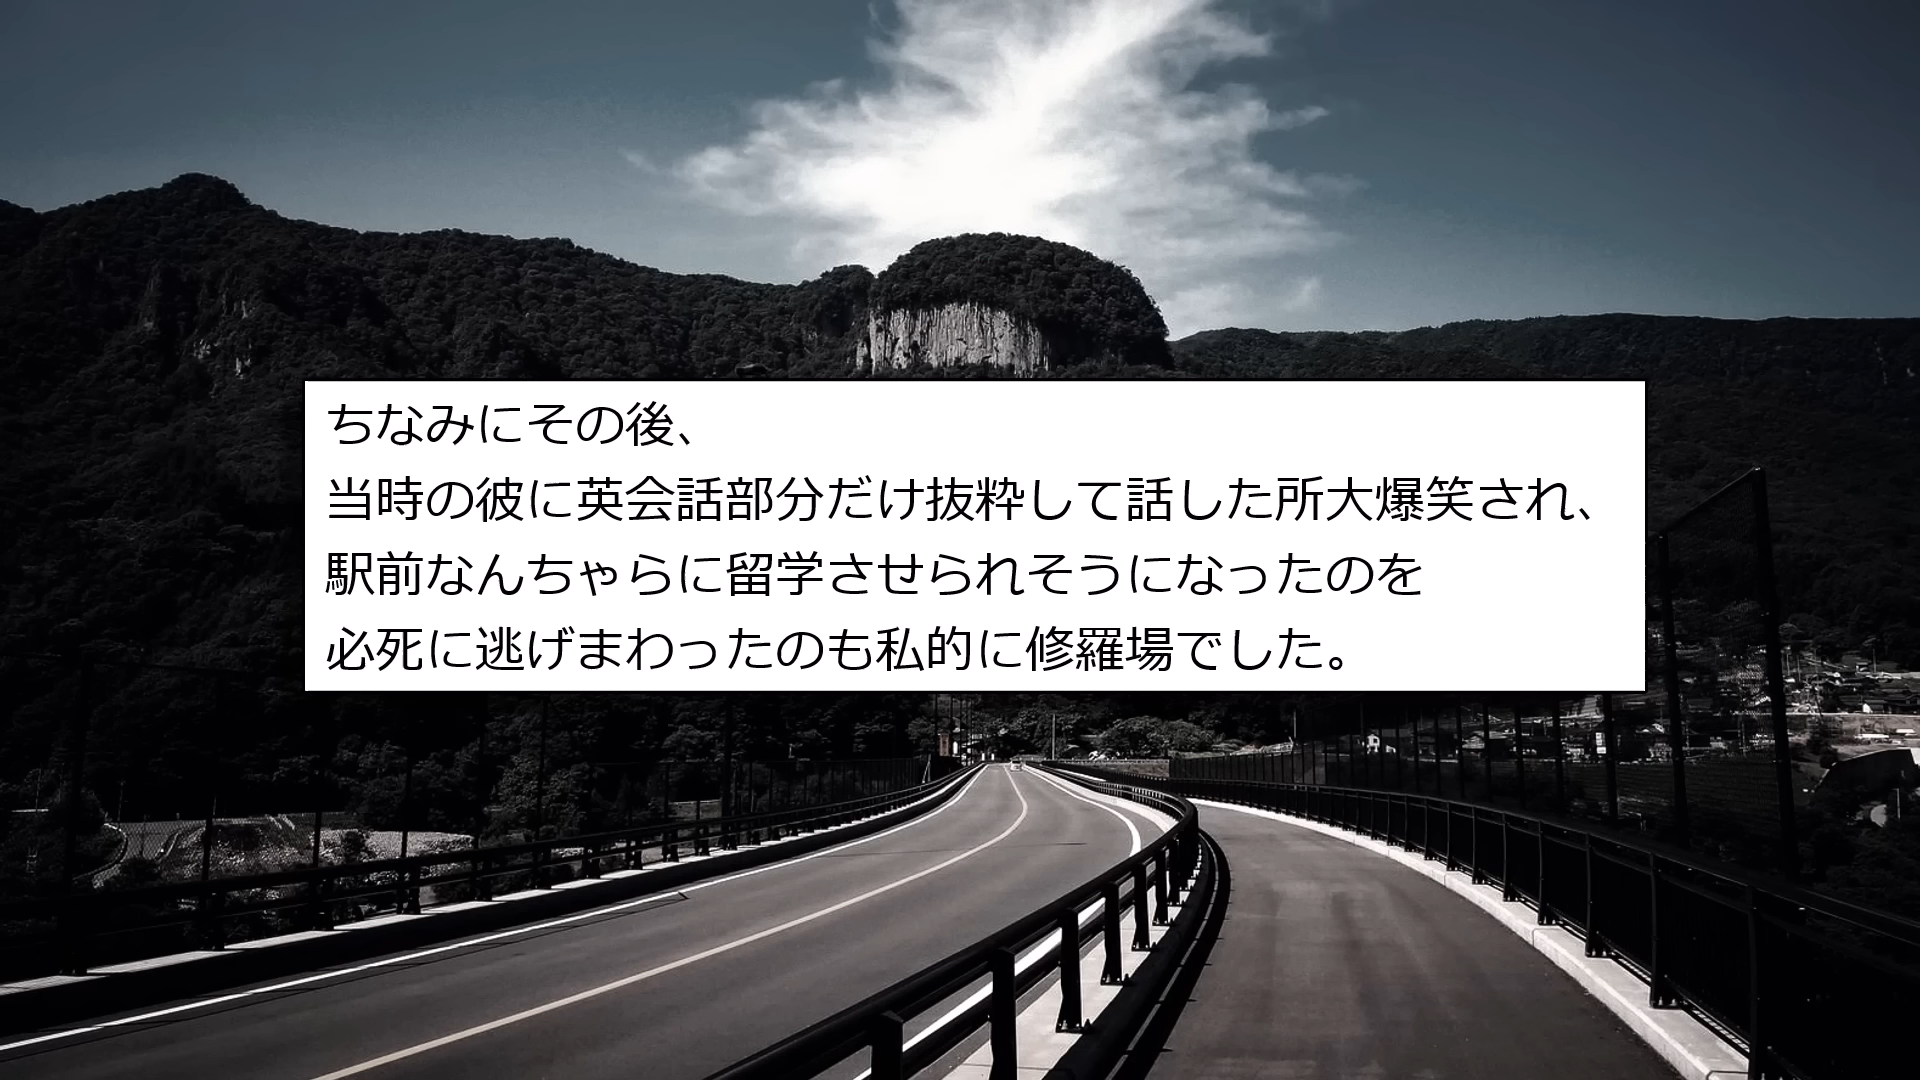 ちなみにその後、
当時の彼に英会話部分だけ抜粋して話した所大爆笑され、
駅前なんちゃらに留学させられそうになったのを
必死に逃げまわったのも私的に修羅場でした。